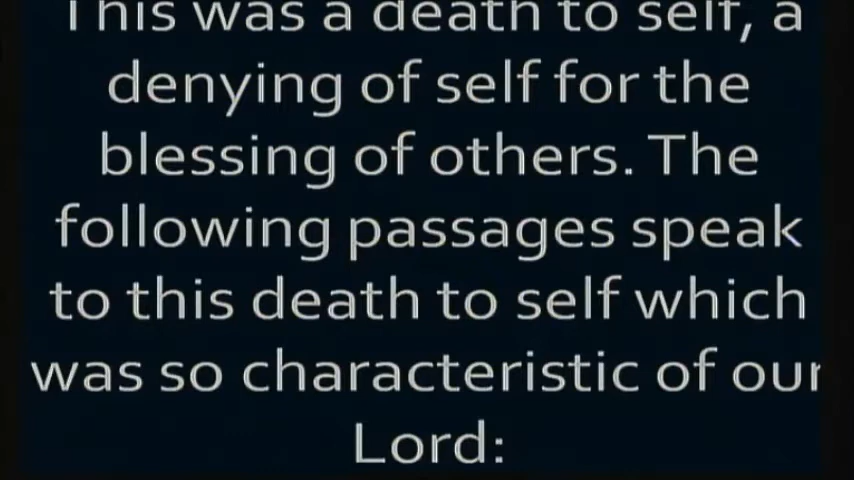 This was a death to self, a
denying of self for the
blessing of others. The
following passages speak
to this death to self which
was so characteristic of our
Lord: